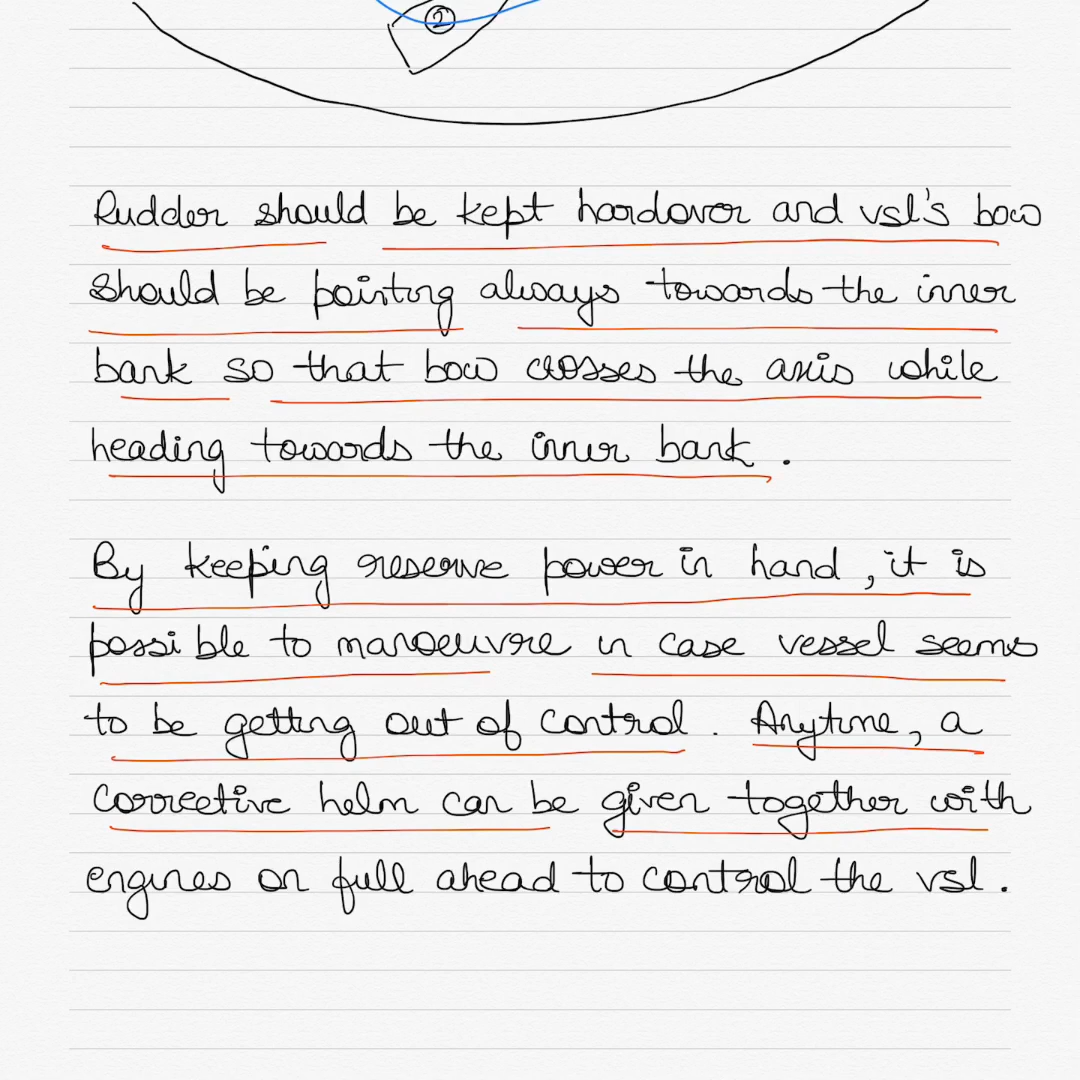 2
Rudder should be kept hardover and vsl's bow
should be pointing always towards the inner
bank so that bow crosses the axis while
heading towards the inner bank .
By keeping reserve power in hand , it is
possible to manoeuvre in case vessel seems
to be getting out of control . Anytime, a
corrective helm can be given together with
engines on full ahead to control the vsl .